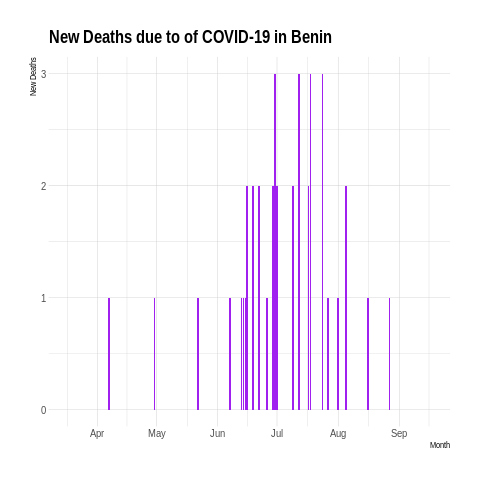 New Deaths due to of COVID-19 in Benin
New Deaths
3
2
1
0
Apr May Jun Jul Aug Sep
Month